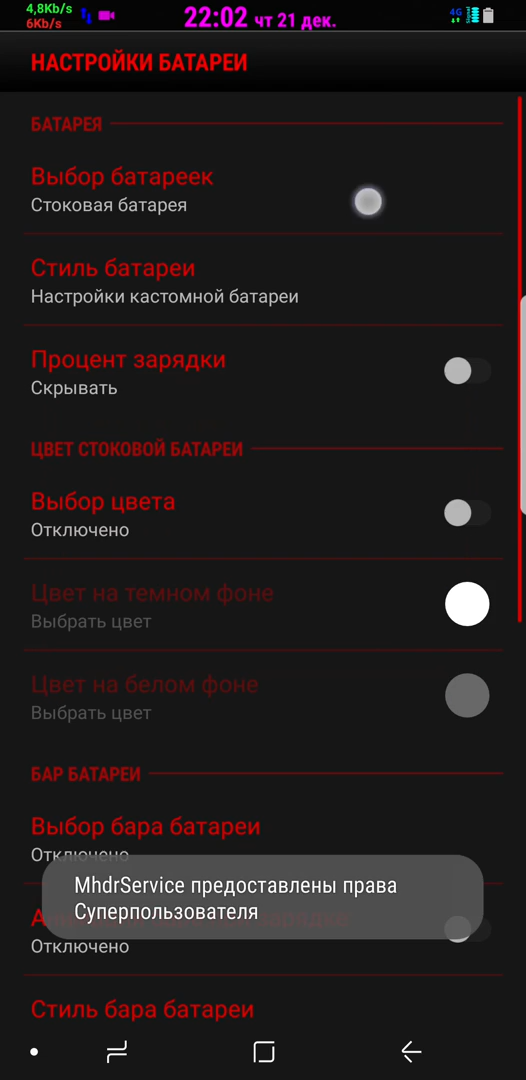 4,8Kb/s
6Kb/s
22:02 чт 21 дек.
4G
НАСТРОЙКИ БАТАРЕИ
БАТАРЕЯ
Выбор батареек
Стоковая батарея
Стиль батареи
Настройки кастомной батареи
Процент зарядки
Скрывать
ЦВЕТ СТОКОВОЙ БАТАРЕИ
Выбор цвета
Отключено
Цвет на темном фоне
Выбрать цвет
Цвет на белом фоне
Выбрать цвет
БАР БАТАРЕИ
Выбор бара батареи
Отключено
MhdrService предоставлены права
Суперпользователя
Отключено
Стиль бара батареи